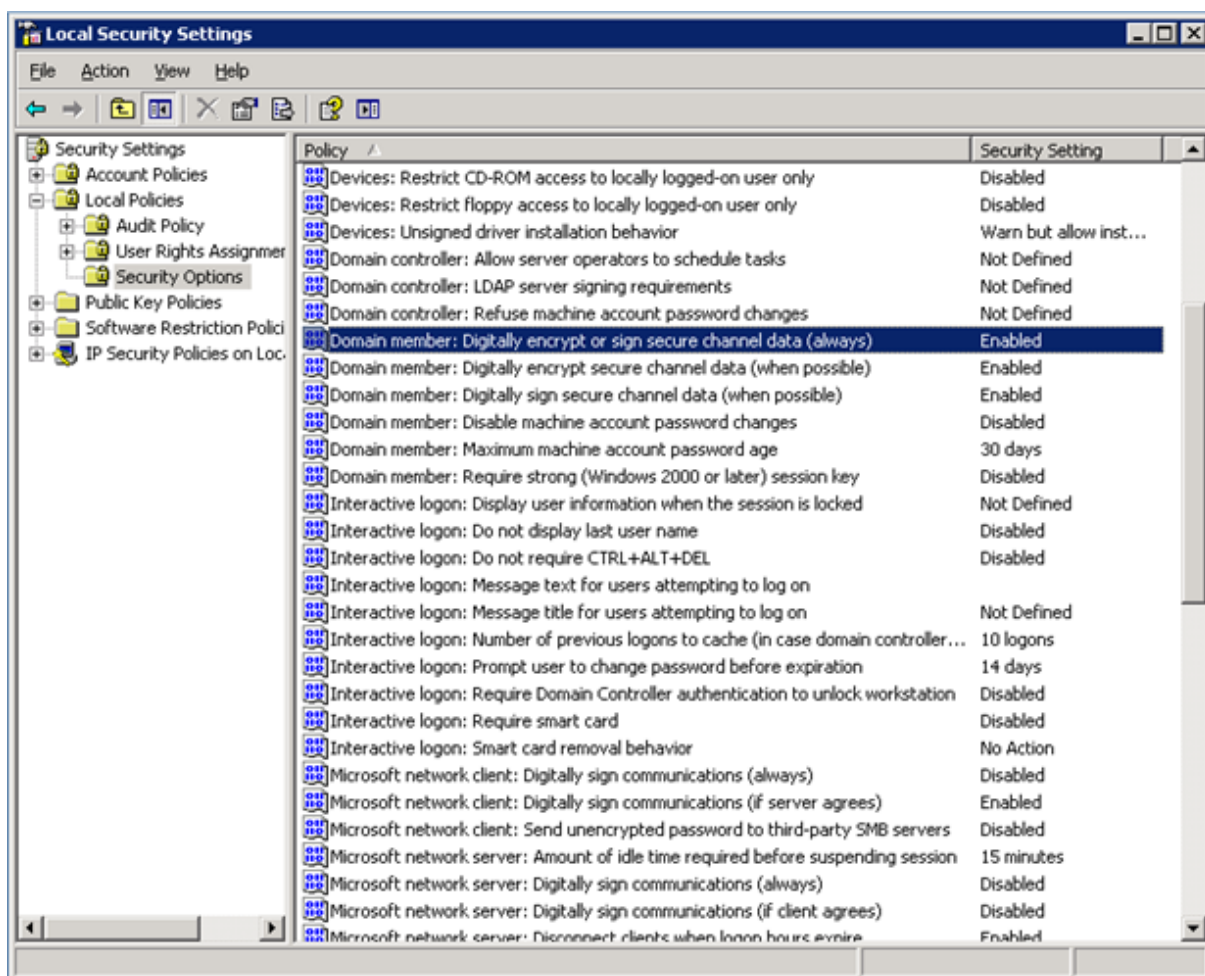 Local Security Settings
File Action View Help
Security Settings
Account Policies
Local Policies
Audit Policy
User Rights Assignmer
Security Options
Public Key Policies
Software Restriction Polici
IP Security Policies on Loc
Policy Security Setting
Devices: Restrict CD-ROM access to locally logged-on user only Disabled
Devices: Restrict floppy access to locally logged-on user only Disabled
Devices: Unsigned driver installation behavior Warn but allow inst...
Domain controller: Allow server operators to schedule tasks Not Defined
Domain controller: LDAP server signing requirements Not Defined
Domain controller: Refuse machine account password changes Not Defined
Domain member: Digitally encrypt or sign secure channel data (always) Enabled
Domain member: Digitally encrypt secure channel data (when possible) Enabled
Domain member: Digitally sign secure channel data (when possible) Enabled
Domain member: Disable machine account password changes Disabled
Domain member: Maximum machine account password age 30 days
Domain member: Require strong (Windows 2000 or later) session key Disabled
Interactive logon: Display user information when the session is locked Not Defined
Interactive logon: Do not display last user name Disabled
Interactive logon: Do not require CTRL+ALT+DEL Disabled
Interactive logon: Message text for users attempting to log on
Interactive logon: Message title for users attempting to log on Not Defined
Interactive logon: Number of previous logons to cache (in case domain controller... 10 logons
Interactive logon: Prompt user to change password before expiration 14 days
Interactive logon: Require Domain Controller authentication to unlock workstation Disabled
Interactive logon: Require smart card Disabled
Interactive logon: Smart card removal behavior No Action
Microsoft network client: Digitally sign communications (always) Disabled
Microsoft network client: Digitally sign communications (if server agrees) Enabled
Microsoft network client: Send unencrypted password to third-party SMB servers Disabled
Microsoft network server: Amount of idle time required before suspending session 15 minutes
Microsoft network server: Digitally sign communications (always) Disabled
Microsoft network server: Digitally sign communications (if client agrees) Disabled
Microsoft network server: Disconnect clients when logon hours expire Enabled